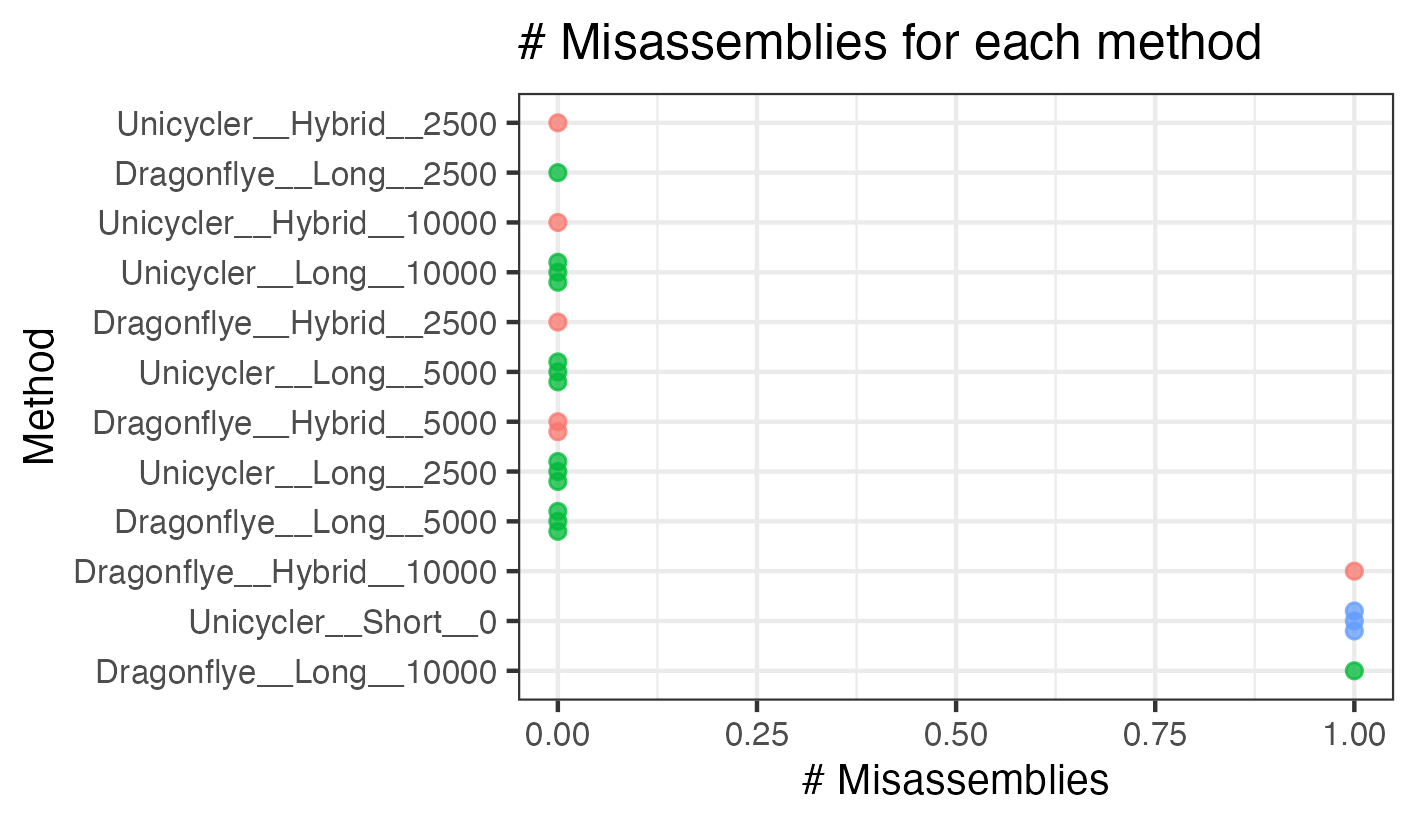 # Misassemblies for each method
Unicycler__Hybrid__2500
Dragonflye__Long__2500
Unicycler__Hybrid__10000
Unicycler__Long__10000
Dragonflye__Hybrid__2500
Unicycler__Long__5000
Dragonflye__Hybrid__5000
Unicycler__Long__2500
Dragonflye__Long__5000
Dragonflye__Hybrid__10000
Unicycler__Short__0
Dragonflye__Long__10000
Method
0.00 0.25 0.50 0.75 1.00
# Misassemblies